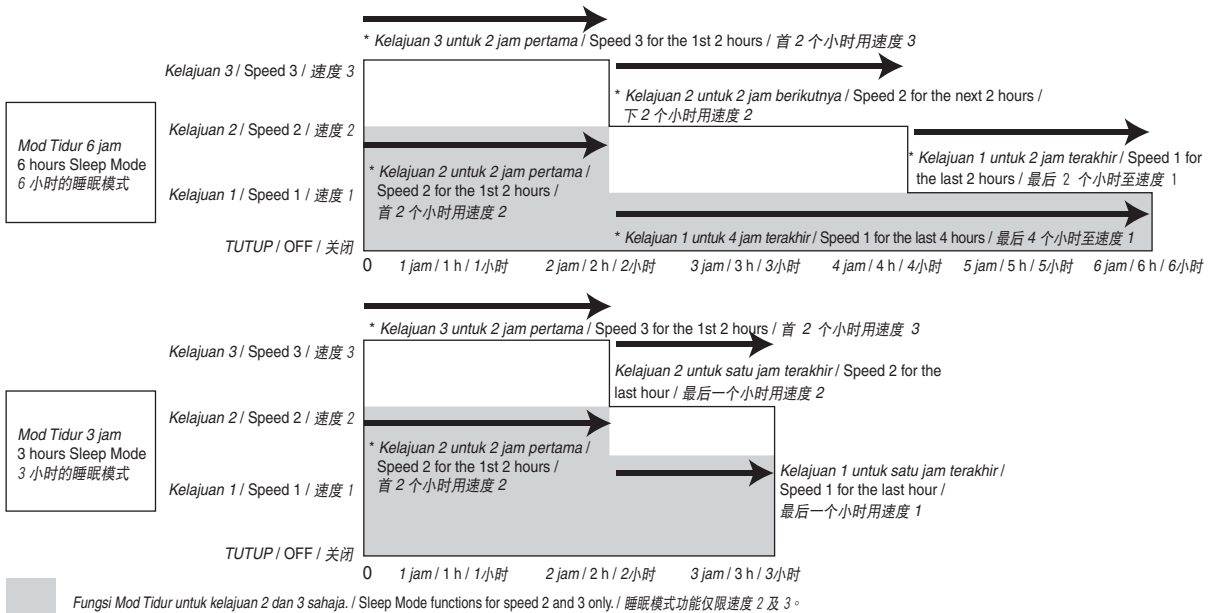 * Kelajuan 3 untuk 2 jam pertama / Speed 3 for the 1st 2 hours / 首 2 个小时用速度 3
Kelajuan 3 / Speed 3 / 速度 3
* Kelajuan 2 untuk 2 jam berikutnya / Speed 2 for the next 2 hours /
下 2 个小时用速度 2
Mod Tidur 6 jam
6 hours Sleep Mode
6 小时的睡眠模式
Kelajuan 2 / Speed 2 / 速度 2
* Kelajuan 2 untuk 2 jam pertama /
Speed 2 for the 1st 2 hours /
首 2 个小时用速度 2
* Kelajuan 1 untuk 2 jam terakhir / Speed 1 for
the last 2 hours / 最后 2 个小时至速度 1
Kelajuan 1 / Speed 1 / 速度 1
* Kelajuan 1 untuk 4 jam terakhir / Speed 1 for the last 4 hours / 最后 4 个小时至速度 1
TUTUP / OFF / 关闭
0 1 jam / 1 h / 1小时 2 jam / 2 h / 2小时 3 jam / 3 h / 3小时 4 jam / 4 h / 4小时 5 jam / 5 h / 5小时 6 jam / 6 h / 6小时
* Kelajuan 3 untuk 2 jam pertama / Speed 3 for the 1st 2 hours / 首 2 个小时用速度 3
Kelajuan 3 / Speed 3 / 速度 3
Kelajuan 2 untuk satu jam terakhir / Speed 2 for the
last hour / 最后一个小时用速度 2
Mod Tidur 3 jam
3 hours Sleep Mode
3 小时的睡眠模式
Kelajuan 2 / Speed 2 / 速度 2
* Kelajuan 2 untuk 2 jam pertama /
Speed 2 for the 1st 2 hours /
首 2 个小时用速度 2
Kelajuan 1 untuk satu jam terakhir /
Speed 1 for the last hour /
最后一个小时用速度 1
Kelajuan 1 / Speed 1 / 速度 1
TUTUP / OFF / 关闭
0 1 jam / 1 h / 1小时 2 jam / 2 h / 2小时 3 jam / 3 h / 3小时
Fungsi Mod Tidur untuk kelajuan 2 dan 3 sahaja. / Sleep Mode functions for speed 2 and 3 only. / 睡眠模式功能仅限速度 2 及 3。